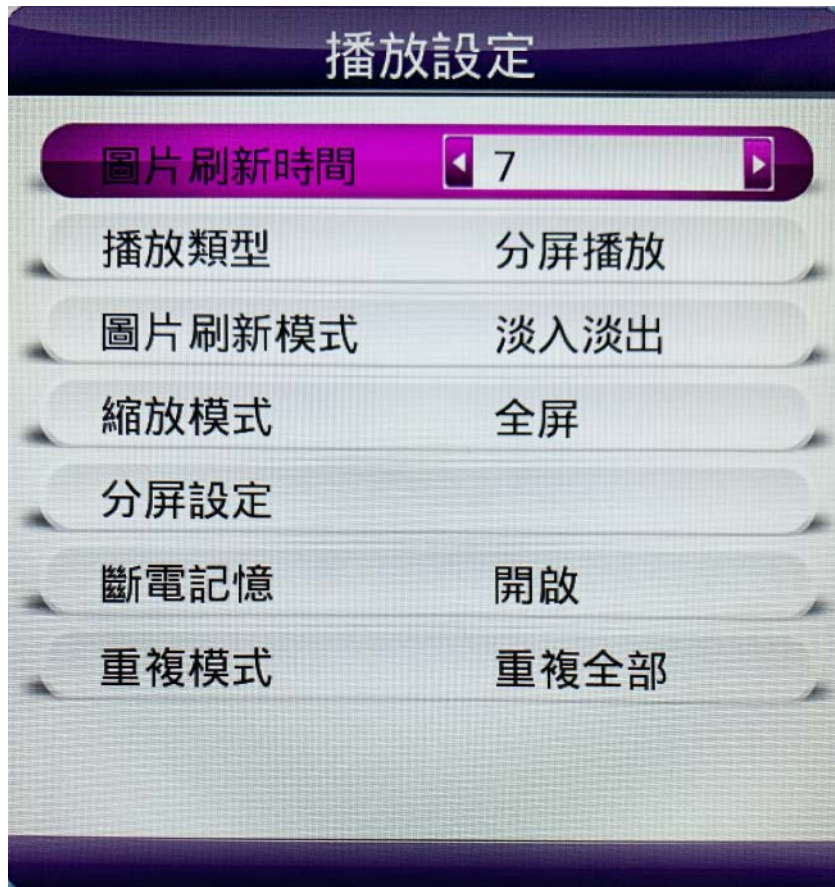 播放設定
圖片刷新時間 7
播放類型 分屏播放
圖片刷新模式 淡入淡出
縮放模式 全屏
分屏設定
斷電記憶 開啟
重複模式 重複全部